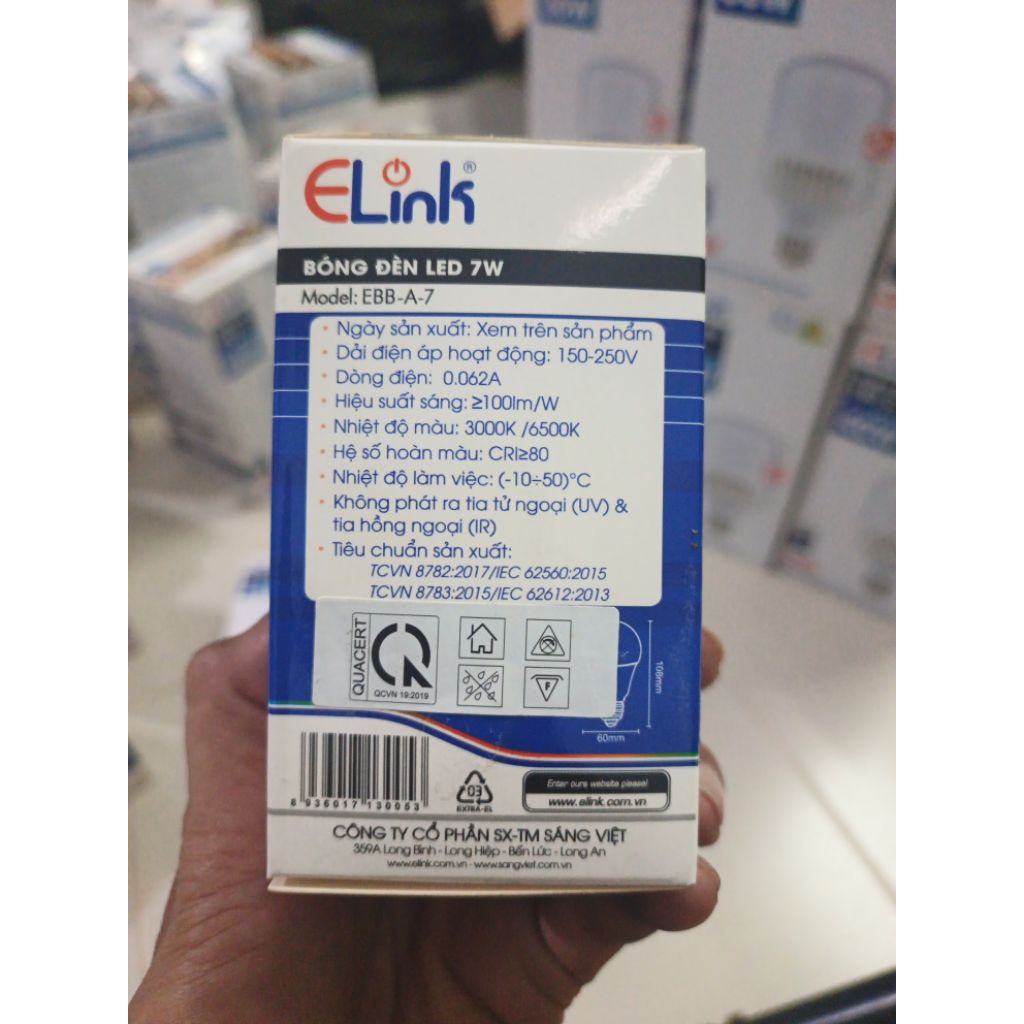 ELink®
BÓNG ĐÈN LED 7W
Model: EBB-A-7
• Ngày sản xuất: Xem trên sản phẩm
• Dải điện áp hoạt động: 150-250V
• Dòng điện: 0.062A
• Hiệu suất sáng: ≥100lm/W
• Nhiệt độ màu: 3000K /6500K
• Hệ số hoàn màu: CRI≥80
• Nhiệt độ làm việc: (-10÷50)°C
• Không phát ra tia tử ngoại (UV) &
tia hồng ngoại (IR)
• Tiêu chuẩn sản xuất:
TCVN 8782:2017/IEC 62560:2015
TCVN 8783:2015/IEC 62612:2013
QUACERT
QCVN 19:2019
F
108mm
60mm
8 936017 130053
03
EX7BA-EL
Enter ours website please!
www.elink.com.vn
CÔNG TY CỔ PHẦN SX-TM SÁNG VIỆT
359A Long Bình - Long Hiệp - Bến Lức - Long An
www.elink.com.vn - www.sangviet.com.vn